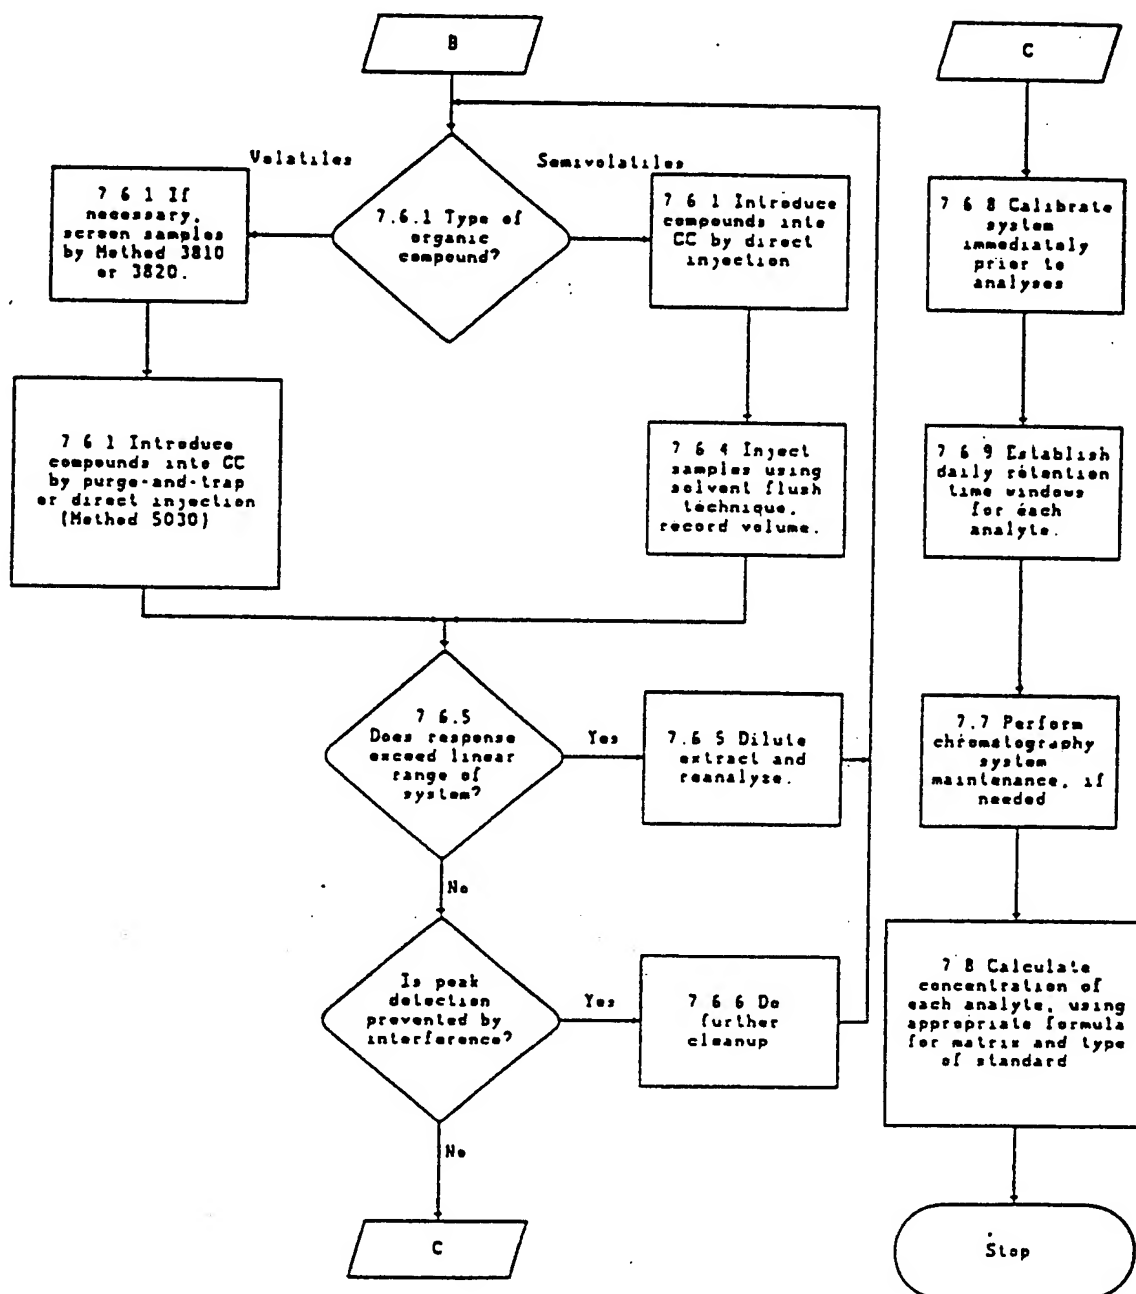 B
Volatiles
Semivolatiles
7.6.1 Type of
organic
compound?
7 6 1 If
necessary,
screen samples
by Method 3810
or 3820.
7 6 1 Introduce
compounds into GC
by direct
injection
7 6 1 Introduce
compounds into GC
by purge-and-trap
or direct injection
(Method 5030)
7 6 4 Inject
samples using
solvent flush
technique,
record volume.
7 6.5
Does response
exceed linear
range of
system?
Yes
7.6 5 Dilute
extract and
reanalyze.
No
Is peak
detection
prevented by
interference?
Yes
7 6 6 Do
further
cleanup
No
C
C
7 6 8 Calibrate
system
immediately
prior to
analyses
7 6 9 Establish
daily retention
time windows
for each
analyte.
7.7 Perform
chromatography
system
maintenance, if
needed
7 8 Calculate
concentration of
each analyte, using
appropriate formula
for matrix and type
of standard
Stop